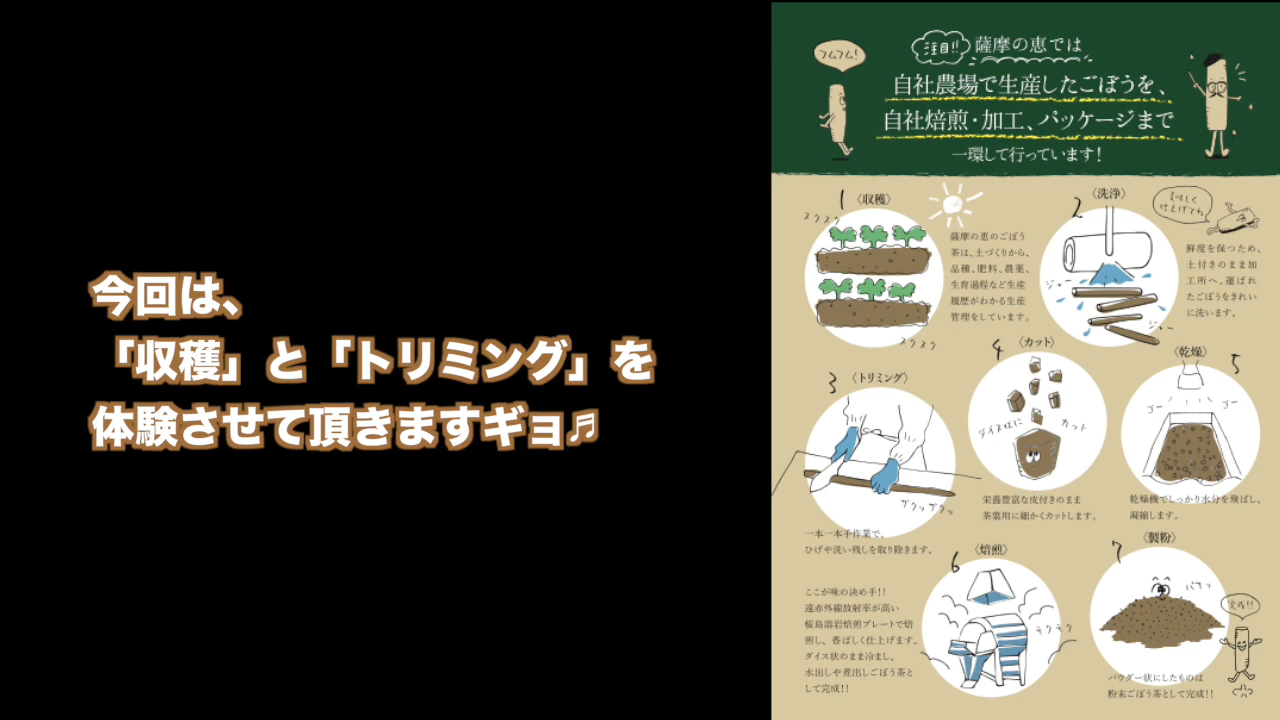 今回は、
「収穫」と「トリミング」を
体験させて頂きますギョ♬
フムフム!
注目!! 薩摩の恵では
自社農場で生産したごぼうを、
自社焙煎・加工、パッケージまで
一環して行っています!
1 〈収穫〉
スクスク
薩摩の恵のごぼう
茶は、土づくりから、
品種、肥料、農薬、
生育過程など生産
履歴がわかる生産
管理をしています。
スクスク
2 〈洗浄〉
美味しく
仕上げてね
ジャー
鮮度を保つため、
土付きのまま加
工所へ。運ばれ
たごぼうをきれい
に洗います。
ジャー
3 〈トリミング〉
一本一本手作業で、
ひげや洗い残しを取り除きます。
4 〈カット〉
ダイス状に カット
栄養豊富な皮付きのまま
茶葉用に細かくカットします。
5 〈乾燥〉
ゴー ゴー
乾燥機でしっかり水分を飛ばし、
凝縮します。
6 〈焙煎〉
ここが味の決め手!!
遠赤外線放射率が高い
桜島溶岩焙煎プレートで焙
煎し、香ばしく仕上げます。
ダイス状のまま冷まし、
水出しや煮出しごぼう茶と
して完成!!
モクモク
7 〈製粉〉
パウダー状にしたものは
粉末ごぼう茶として完成!!
完成!!